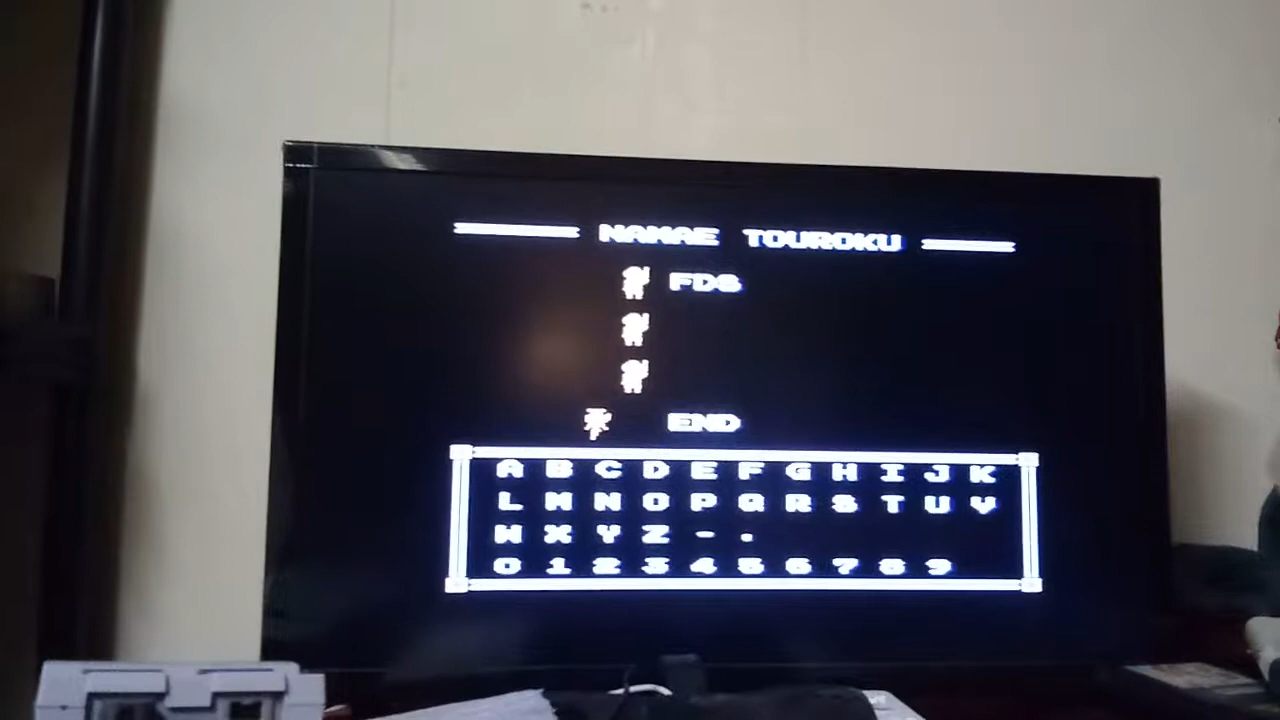 NAMAE TOUROKU
FDS
END
A B C D E F G H I J K
L M N O P Q R S T U V
W X Y Z - .
0 1 2 3 4 5 6 7 8 9